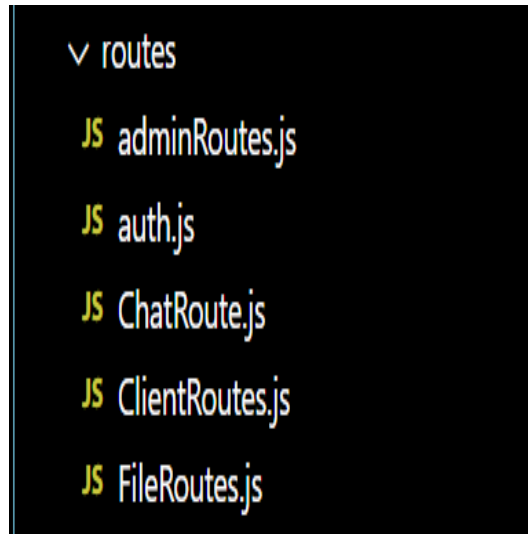 routes
JS adminRoutes.js
JS auth.js
JS ChatRoute.js
JS ClientRoutes.js
JS FileRoutes.js